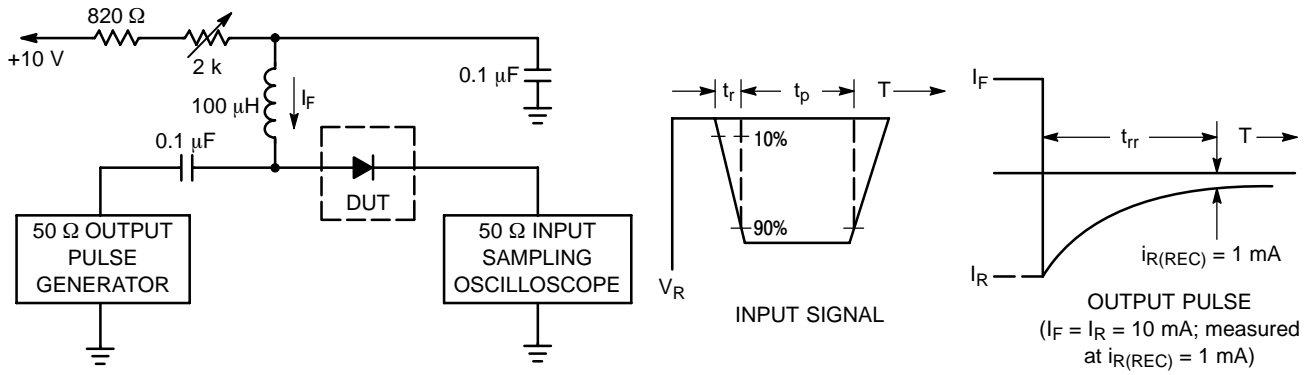 820 Ω
+10 V
2 k
100 μH
I_F
0.1 μF
0.1 μF
DUT
50 Ω OUTPUT
PULSE
GENERATOR
50 Ω INPUT
SAMPLING
OSCILLOSCOPE
t_r
t_p
T
10%
90%
V_R
INPUT SIGNAL
I_F
t_rr
T
I_R
i_R(REC) = 1 mA
OUTPUT PULSE
(I_F = I_R = 10 mA; measured
at i_R(REC) = 1 mA)